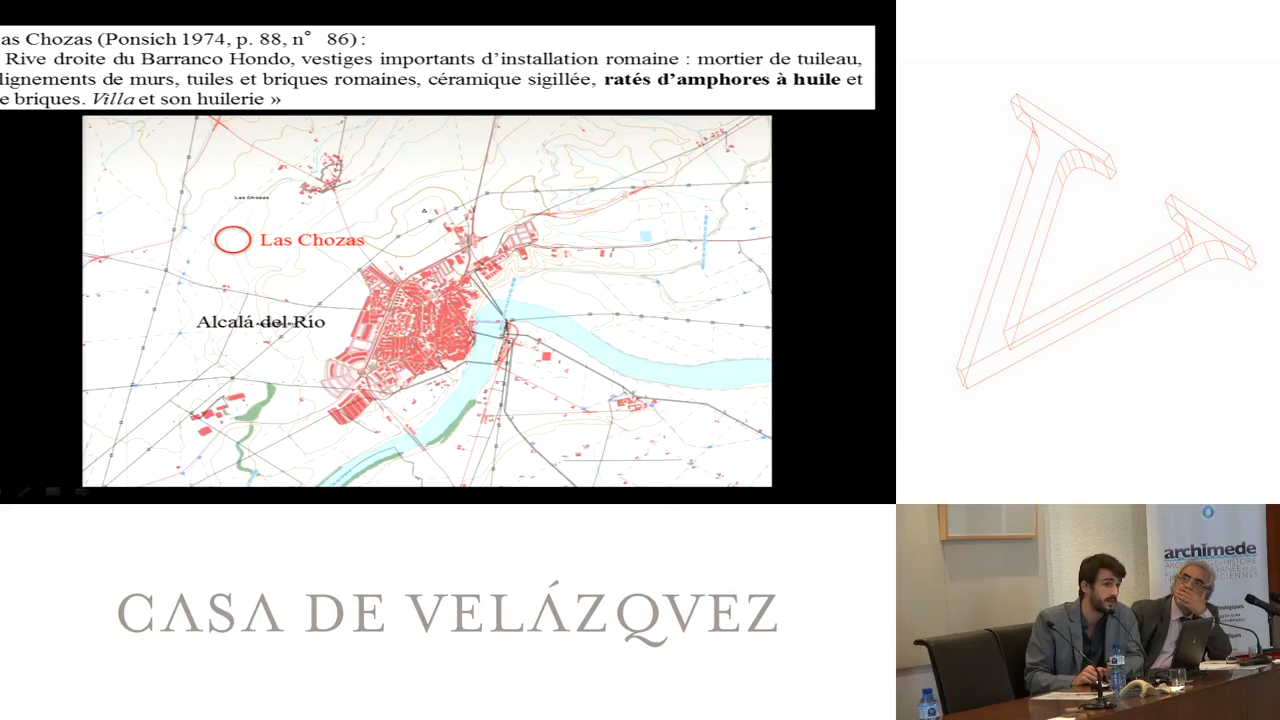 as Chozas (Ponsich 1974, p. 88, n° 86) :
Rive droite du Barranco Hondo, vestiges importants d’installation romaine : mortier de tuileau,
lignements de murs, tuiles et briques romaines, céramique sigillée, ratés d’amphores à huile et
e briques. Villa et son huilerie »
Las Chozas
Las Chozas
Alcalá del Río
CASA DE VELÁZQVEZ
archimede